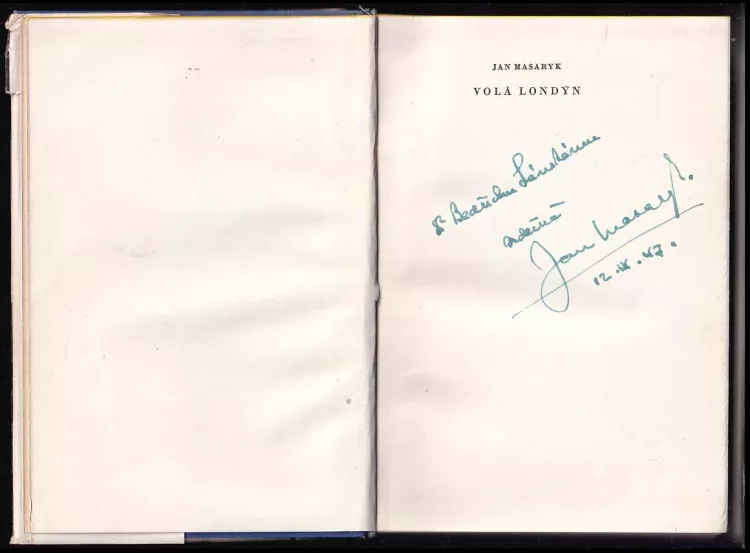 JAN MASARYK
VOLÁ LONDÝN
Bedřichu
srdečně
Jan Masaryk.
12.IX.47.